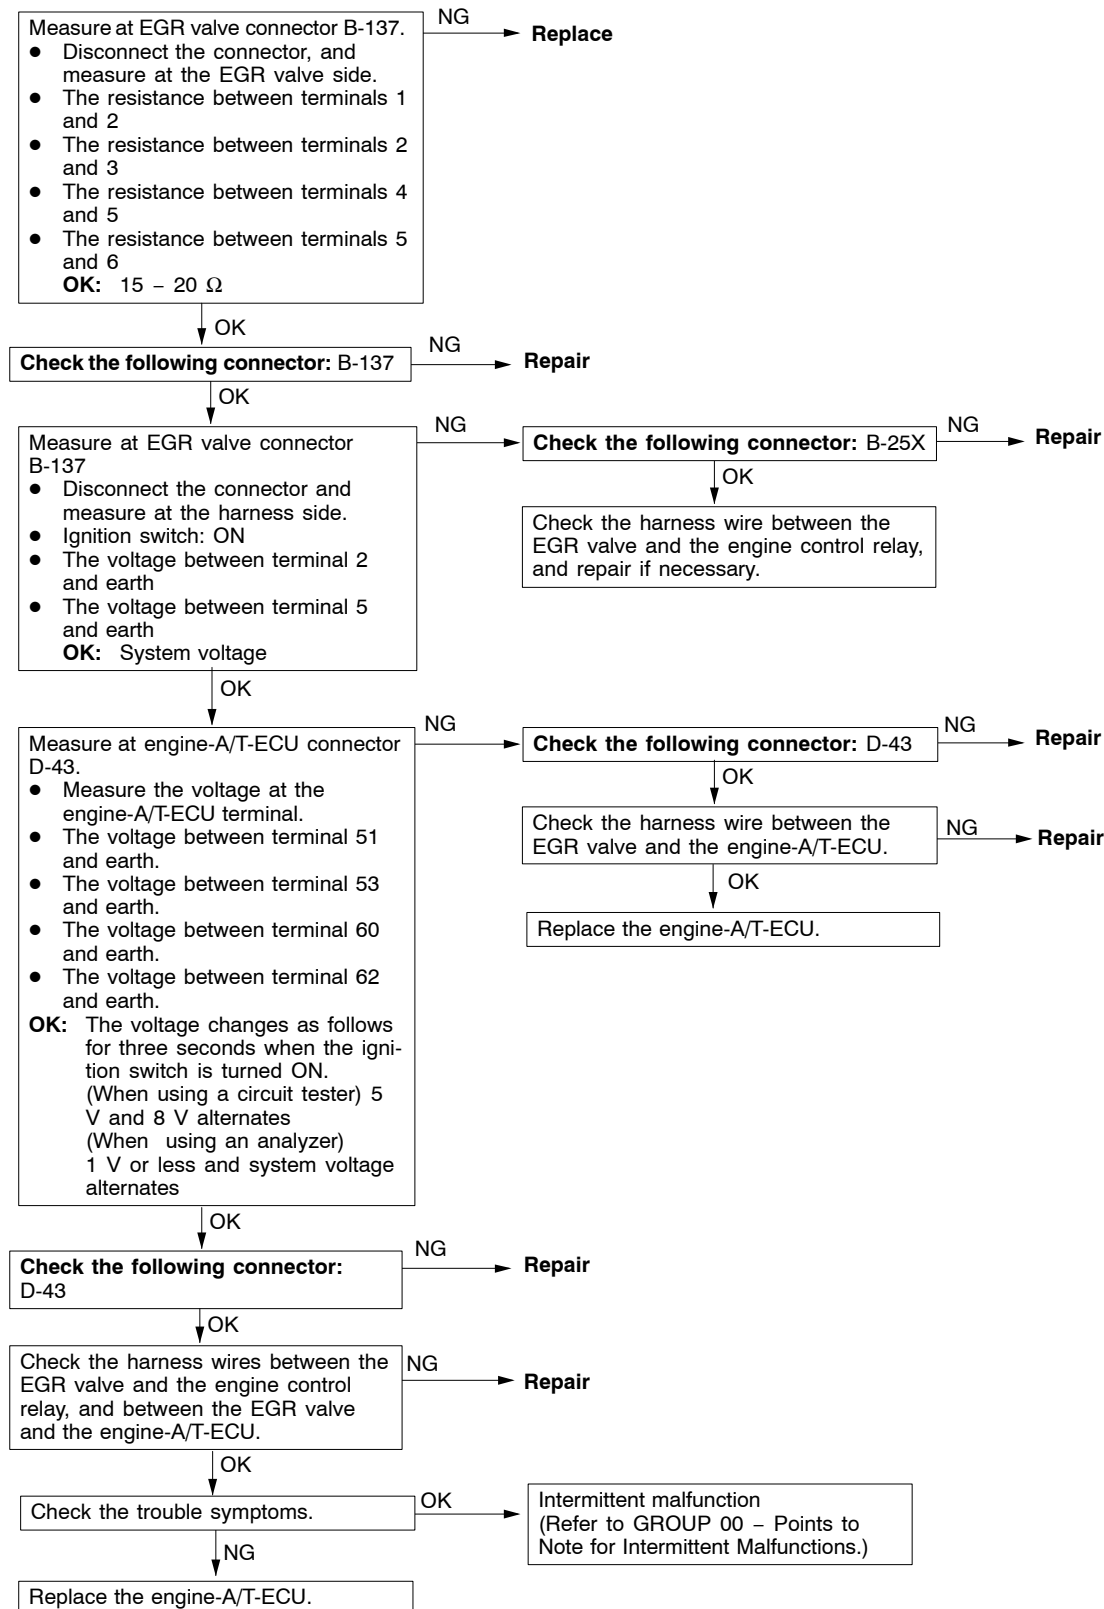 Measure at EGR valve connector B-137.
● Disconnect the connector, and
measure at the EGR valve side.
● The resistance between terminals 1
and 2
● The resistance between terminals 2
and 3
● The resistance between terminals 4
and 5
● The resistance between terminals 5
and 6
OK: 15 – 20 Ω
NG
Replace
OK
Check the following connector: B-137
NG
Repair
OK
Measure at EGR valve connector
B-137
● Disconnect the connector and
measure at the harness side.
● Ignition switch: ON
● The voltage between terminal 2
and earth
● The voltage between terminal 5
and earth
OK: System voltage
NG
Check the following connector: B-25X
NG
Repair
OK
Check the harness wire between the
EGR valve and the engine control relay,
and repair if necessary.
OK
Measure at engine-A/T-ECU connector
D-43.
● Measure the voltage at the
engine-A/T-ECU terminal.
● The voltage between terminal 51
and earth.
● The voltage between terminal 53
and earth.
● The voltage between terminal 60
and earth.
● The voltage between terminal 62
and earth.
OK: The voltage changes as follows
for three seconds when the igni-
tion switch is turned ON.
(When using a circuit tester) 5
V and 8 V alternates
(When using an analyzer)
1 V or less and system voltage
alternates
NG
Check the following connector: D-43
NG
Repair
OK
Check the harness wire between the
EGR valve and the engine-A/T-ECU.
NG
Repair
OK
Replace the engine-A/T-ECU.
OK
Check the following connector:
D-43
NG
Repair
OK
Check the harness wires between the
EGR valve and the engine control
relay, and between the EGR valve
and the engine-A/T-ECU.
NG
Repair
OK
Check the trouble symptoms.
OK
Intermittent malfunction
(Refer to GROUP 00 – Points to
Note for Intermittent Malfunctions.)
NG
Replace the engine-A/T-ECU.